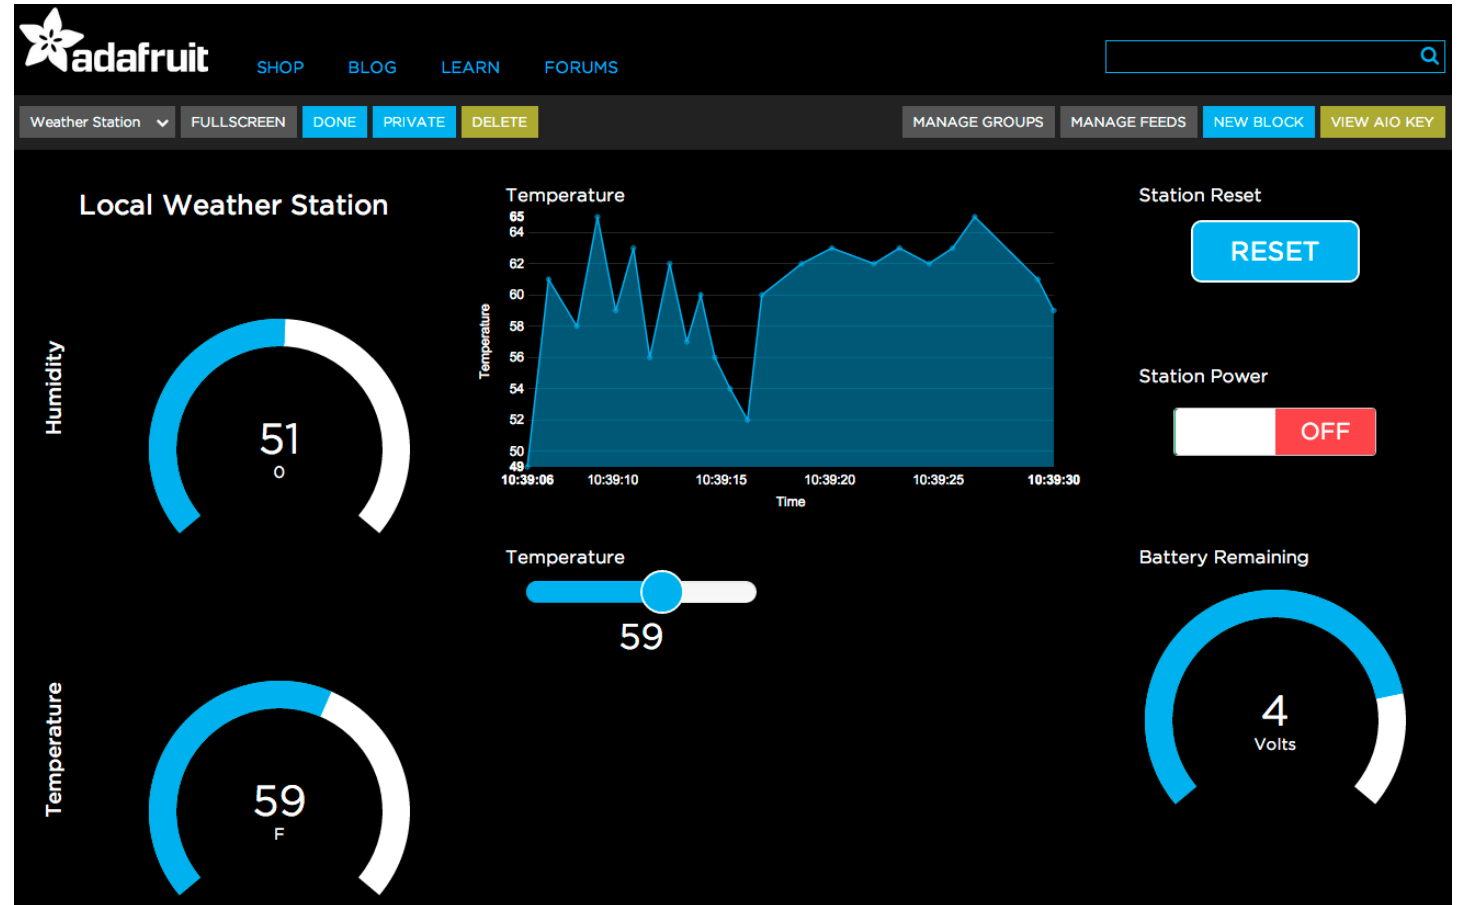 adafruit
SHOP BLOG LEARN FORUMS
Weather Station FULLSCREEN DONE PRIVATE DELETE MANAGE GROUPS MANAGE FEEDS NEW BLOCK VIEW AIO KEY
Local Weather Station
Humidity
51
0
Temperature
59
F
Temperature
65
64
62
60
58
56
54
52
50
49
Temperature
10:39:06 10:39:10 10:39:15 10:39:20 10:39:25 10:39:30
Time
Temperature
59
Station Reset
RESET
Station Power
OFF
Battery Remaining
4
Volts